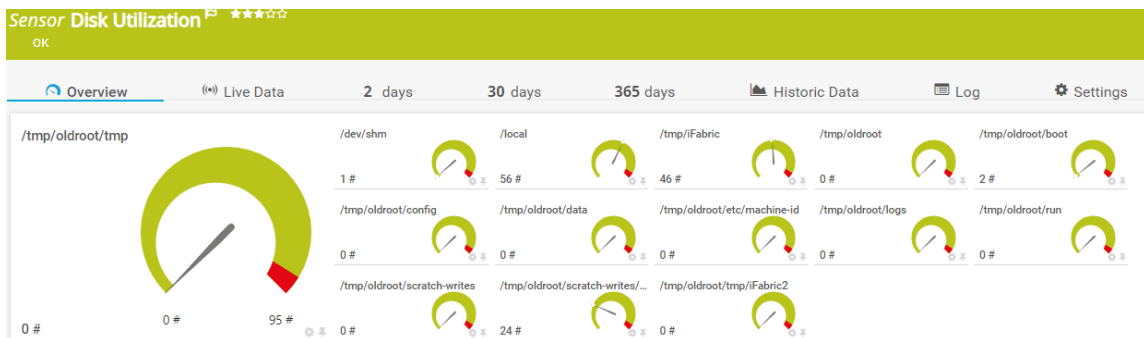 Sensor Disk Utilization
OK
Overview
Live Data
2 days
30 days
365 days
Historic Data
Log
Settings
/tmp/oldroot/tmp
0 #
0 #
95 #
/dev/shm
1 #
/local
56 #
/tmp/iFabric
46 #
/tmp/oldroot
0 #
/tmp/oldroot/boot
2 #
/tmp/oldroot/config
0 #
/tmp/oldroot/data
0 #
/tmp/oldroot/etc/machine-id
0 #
/tmp/oldroot/logs
0 #
/tmp/oldroot/run
0 #
/tmp/oldroot/scratch-writes
0 #
/tmp/oldroot/scratch-writes/...
24 #
/tmp/oldroot/tmp/iFabric2
0 #